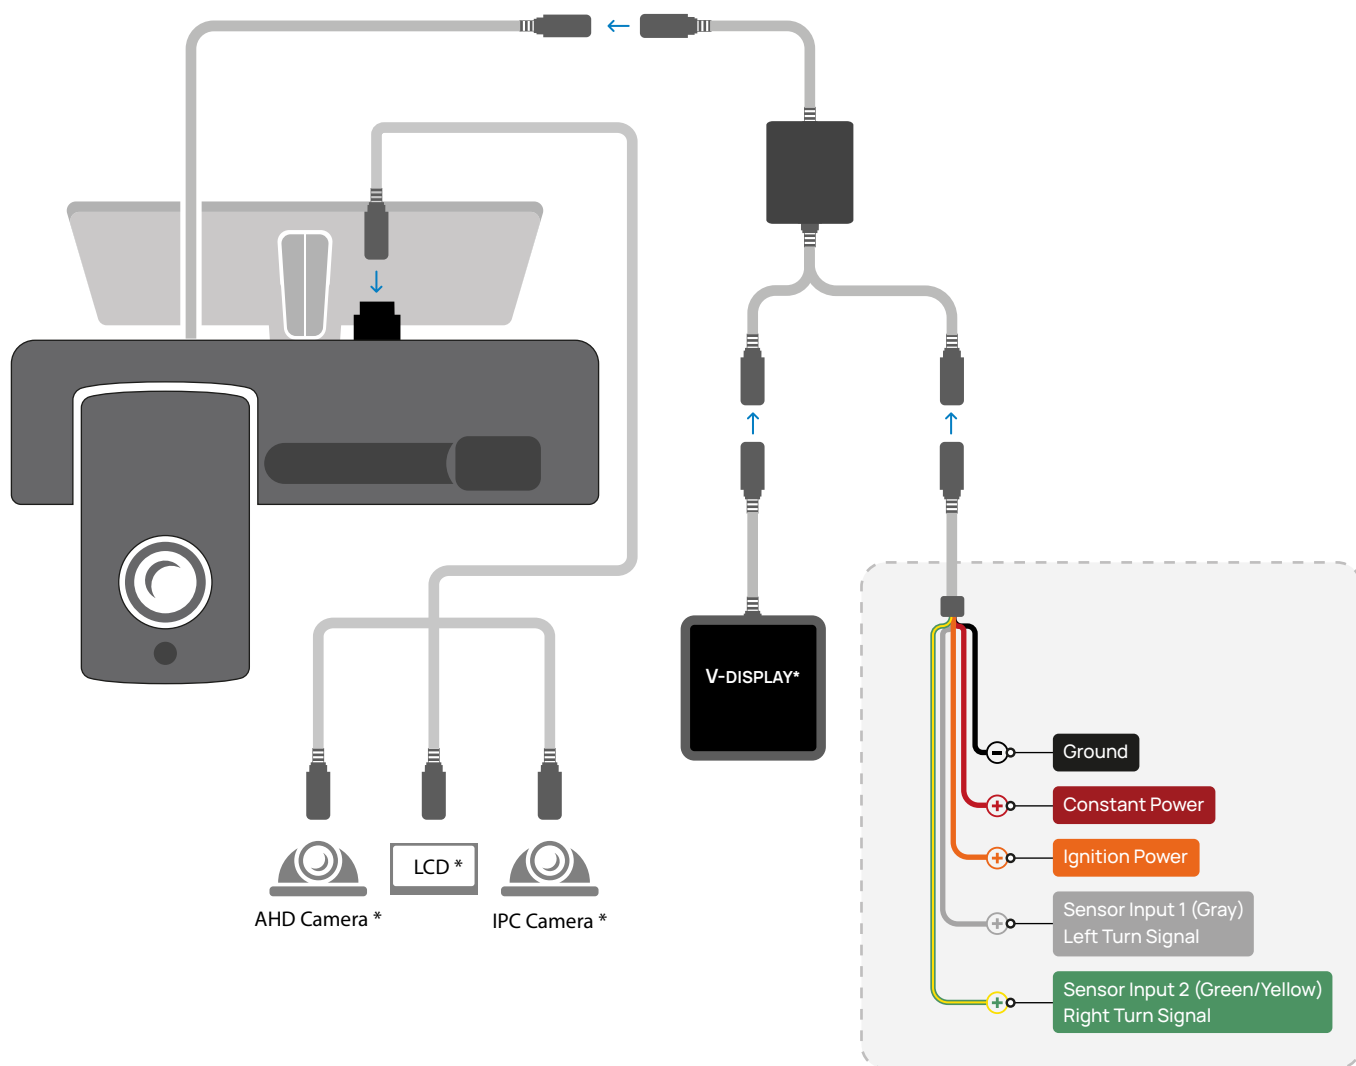 V-DISPLAY*
Ground
Constant Power
Ignition Power
LCD *
AHD Camera *
IPC Camera *
Sensor Input 1 (Gray)
Left Turn Signal
Sensor Input 2 (Green/Yellow)
Right Turn Signal